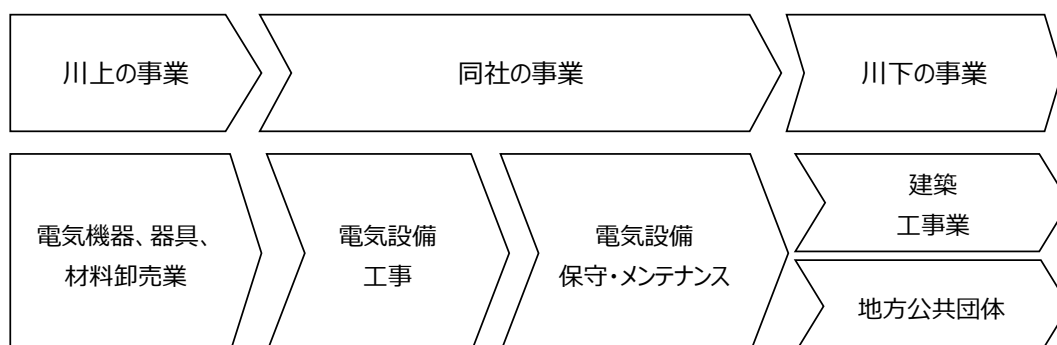 川上の事業
同社の事業
川下の事業
電気機器、器具、
材料卸売業
電気設備
工事
電気設備
保守・メンテナンス
建築
工事業
地方公共団体